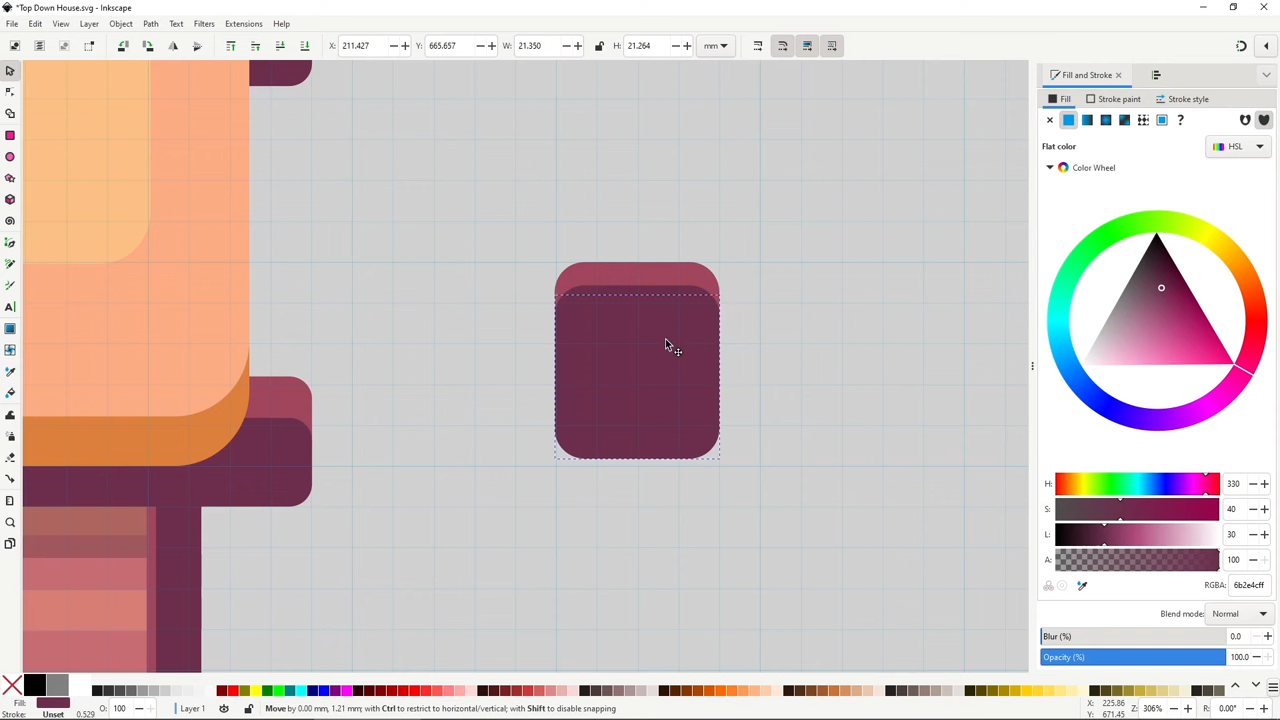 *Top Down House.svg - Inkscape
File Edit View Layer Object Path Text Filters Extensions Help
X: 211.427 Y: 665.657 W: 21.350 H: 21.264 mm
Fill and Stroke
Fill Stroke paint Stroke style
?
Flat color HSL
Color Wheel
H: 330
S: 40
L: 30
A: 100
RGBA: 6b2e4cff
Blend mode: Normal
Blur (%) 0.0
Opacity (%) 100.0
Fill: O: 100 Layer 1 Move by 0.00 mm, 1.21 mm; with Ctrl to restrict to horizontal/vertical; with Shift to disable snapping X: 225.86 Z: 306% R: 0.00°
Stroke: Unset 0.529 Y: 671.45